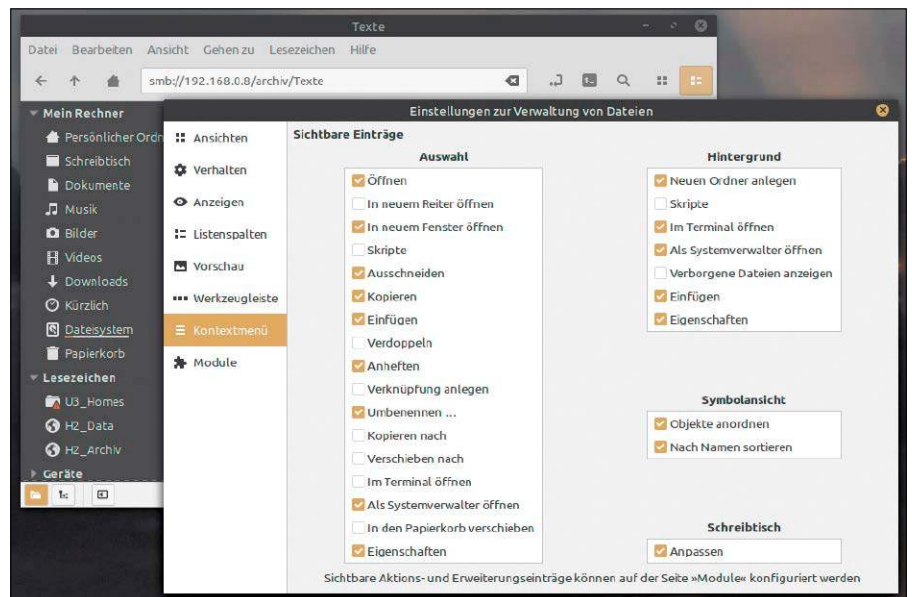 Texte
Datei Bearbeiten Ansicht Gehen zu Lesezeichen Hilfe
smb://192.168.0.8/archiv/Texte
Mein Rechner
Persönlicher Ordn
Schreibtisch
Dokumente
Musik
Bilder
Videos
Downloads
Kürzlich
Dateisystem
Papierkorb
Lesezeichen
U3_Homes
H2_Data
H2_Archiv
Geräte
Einstellungen zur Verwaltung von Dateien
Ansichten
Verhalten
Anzeigen
Listenspalten
Vorschau
Werkzeugleiste
Kontextmenü
Module
Sichtbare Einträge
Auswahl
Öffnen
In neuem Reiter öffnen
In neuem Fenster öffnen
Skripte
Ausschneiden
Kopieren
Einfügen
Verdoppeln
Anheften
Verknüpfung anlegen
Umbenennen ...
Kopieren nach
Verschieben nach
Im Terminal öffnen
Als Systemverwalter öffnen
In den Papierkorb verschieben
Eigenschaften
Hintergrund
Neuen Ordner anlegen
Skripte
Im Terminal öffnen
Als Systemverwalter öffnen
Verborgene Dateien anzeigen
Einfügen
Eigenschaften
Symbolansicht
Objekte anordnen
Nach Namen sortieren
Schreibtisch
Anpassen
Sichtbare Aktions- und Erweiterungseinträge können auf der Seite »Module« konfiguriert werden